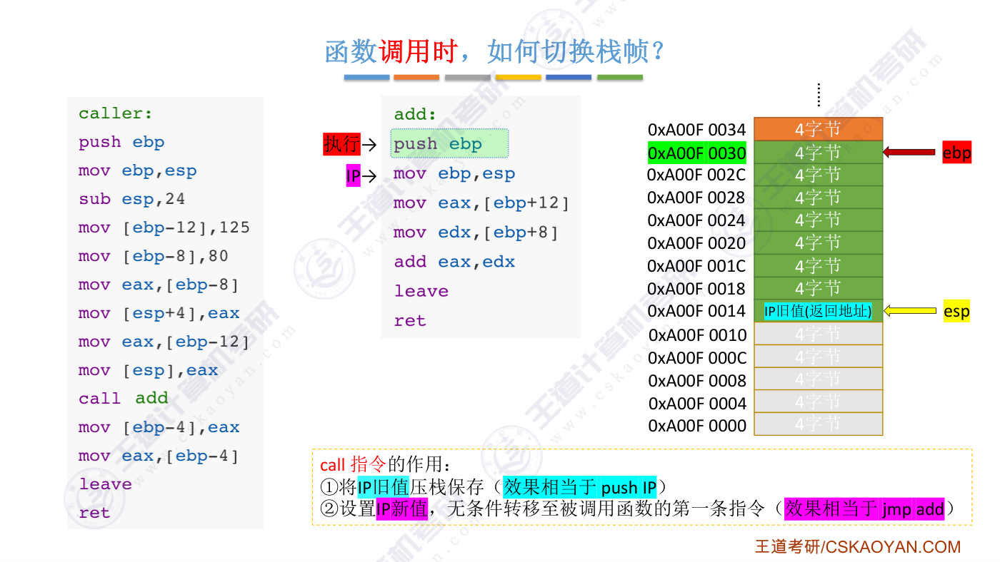 函数调用时，如何切换栈帧？
caller:
push ebp
mov ebp,esp
sub esp,24
mov [ebp-12],125
mov [ebp-8],80
mov eax,[ebp-8]
mov [esp+4],eax
mov eax,[ebp-12]
mov [esp],eax
call add
mov [ebp-4],eax
mov eax,[ebp-4]
leave
ret
add:
执行→ push ebp
IP→ mov ebp,esp
mov eax,[ebp+12]
mov edx,[ebp+8]
add eax,edx
leave
ret
0xA00F 0034 4字节
0xA00F 0030 4字节 ebp
0xA00F 002C 4字节
0xA00F 0028 4字节
0xA00F 0024 4字节
0xA00F 0020 4字节
0xA00F 001C 4字节
0xA00F 0018 4字节
0xA00F 0014 IP旧值(返回地址) esp
0xA00F 0010 4字节
0xA00F 000C 4字节
0xA00F 0008 4字节
0xA00F 0004 4字节
0xA00F 0000 4字节
call 指令的作用：
①将IP旧值压栈保存（效果相当于 push IP）
②设置IP新值，无条件转移至被调用函数的第一条指令（效果相当于 jmp add）
王道考研/CSKAOYAN.COM
王道计算机考研
www.cskaoyan.com